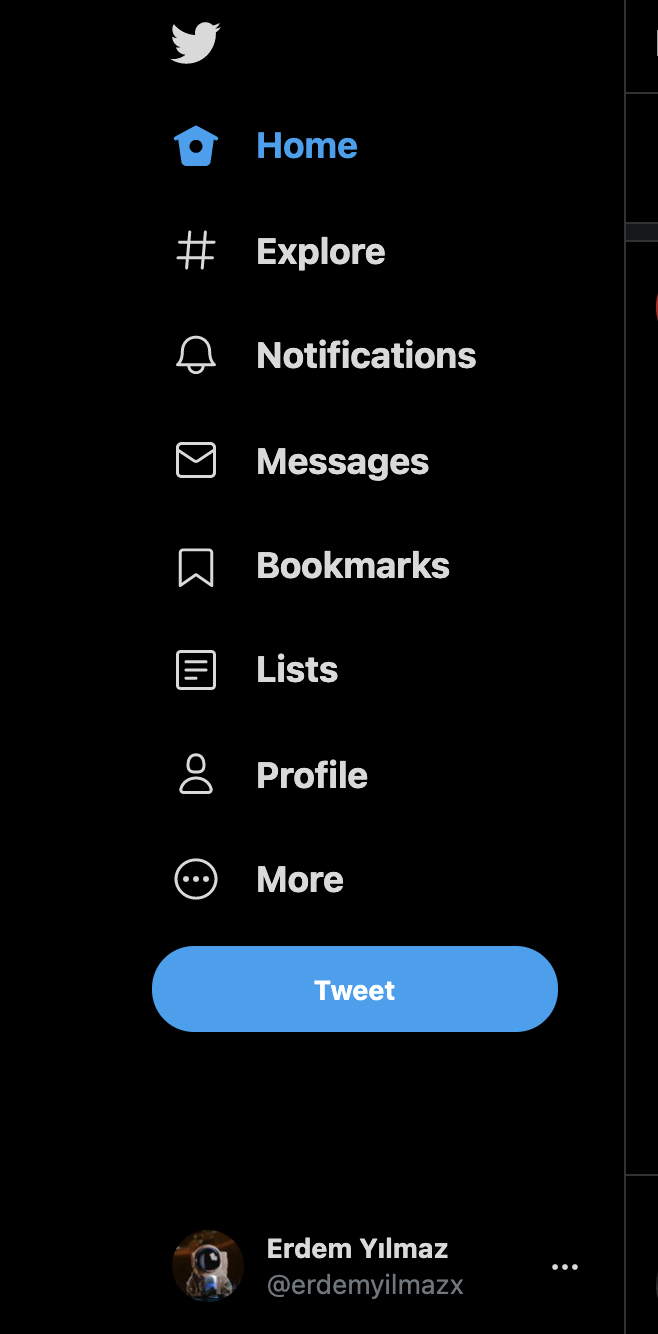 Home
Explore
Notifications
Messages
Bookmarks
Lists
Profile
More
Tweet
Erdem Yılmaz
@erdemyilmazx